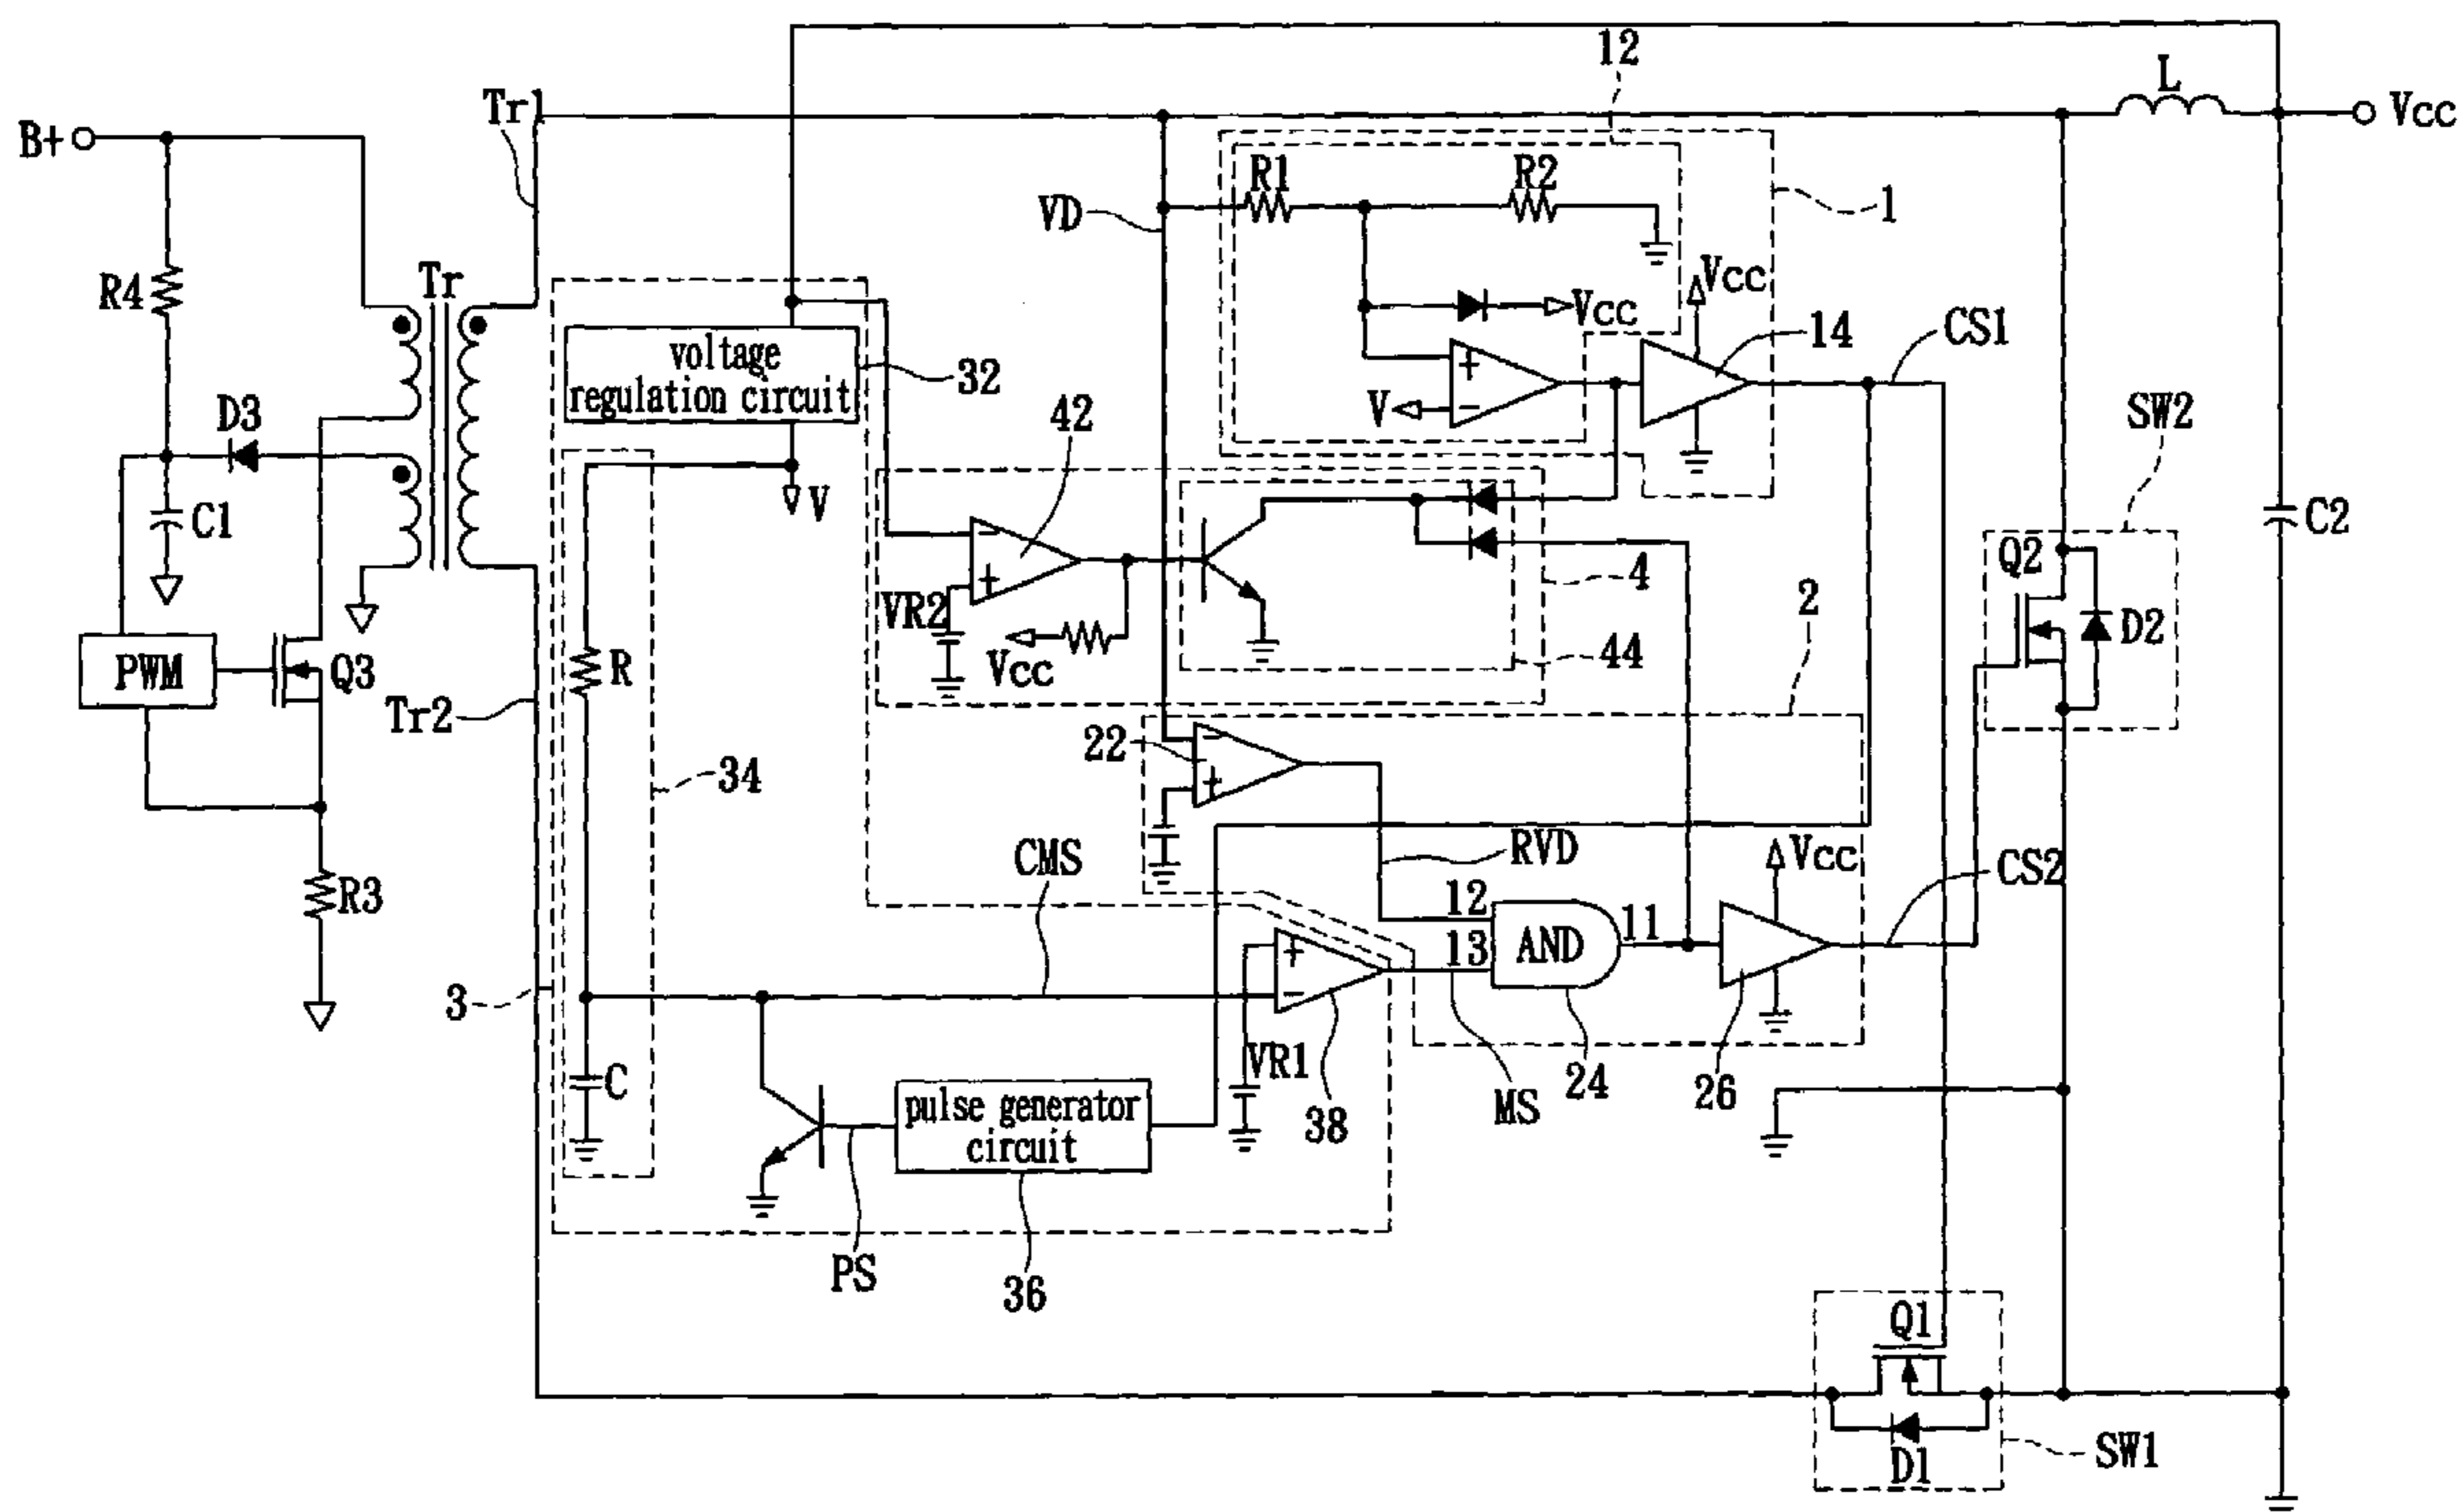 12
L
Tr1
B+
Vcc
R1
R2
1
VD
Tr
R4
Vcc
Vcc
14
CS1
voltage
regulation circuit
32
+
V
−
D3
42
SW2
C1
V
−
+
4
C2
Q2
VR2
2
D2
PWM
Q3
R
Vcc
44
Tr2
22
−
+
34
RVD
Vcc
CMS
CS2
R3
12
13
AND
11
+
−
3
VR1
C
pulse generator
circuit
38
MS
24
26
PS
36
Q1
D1
SW1